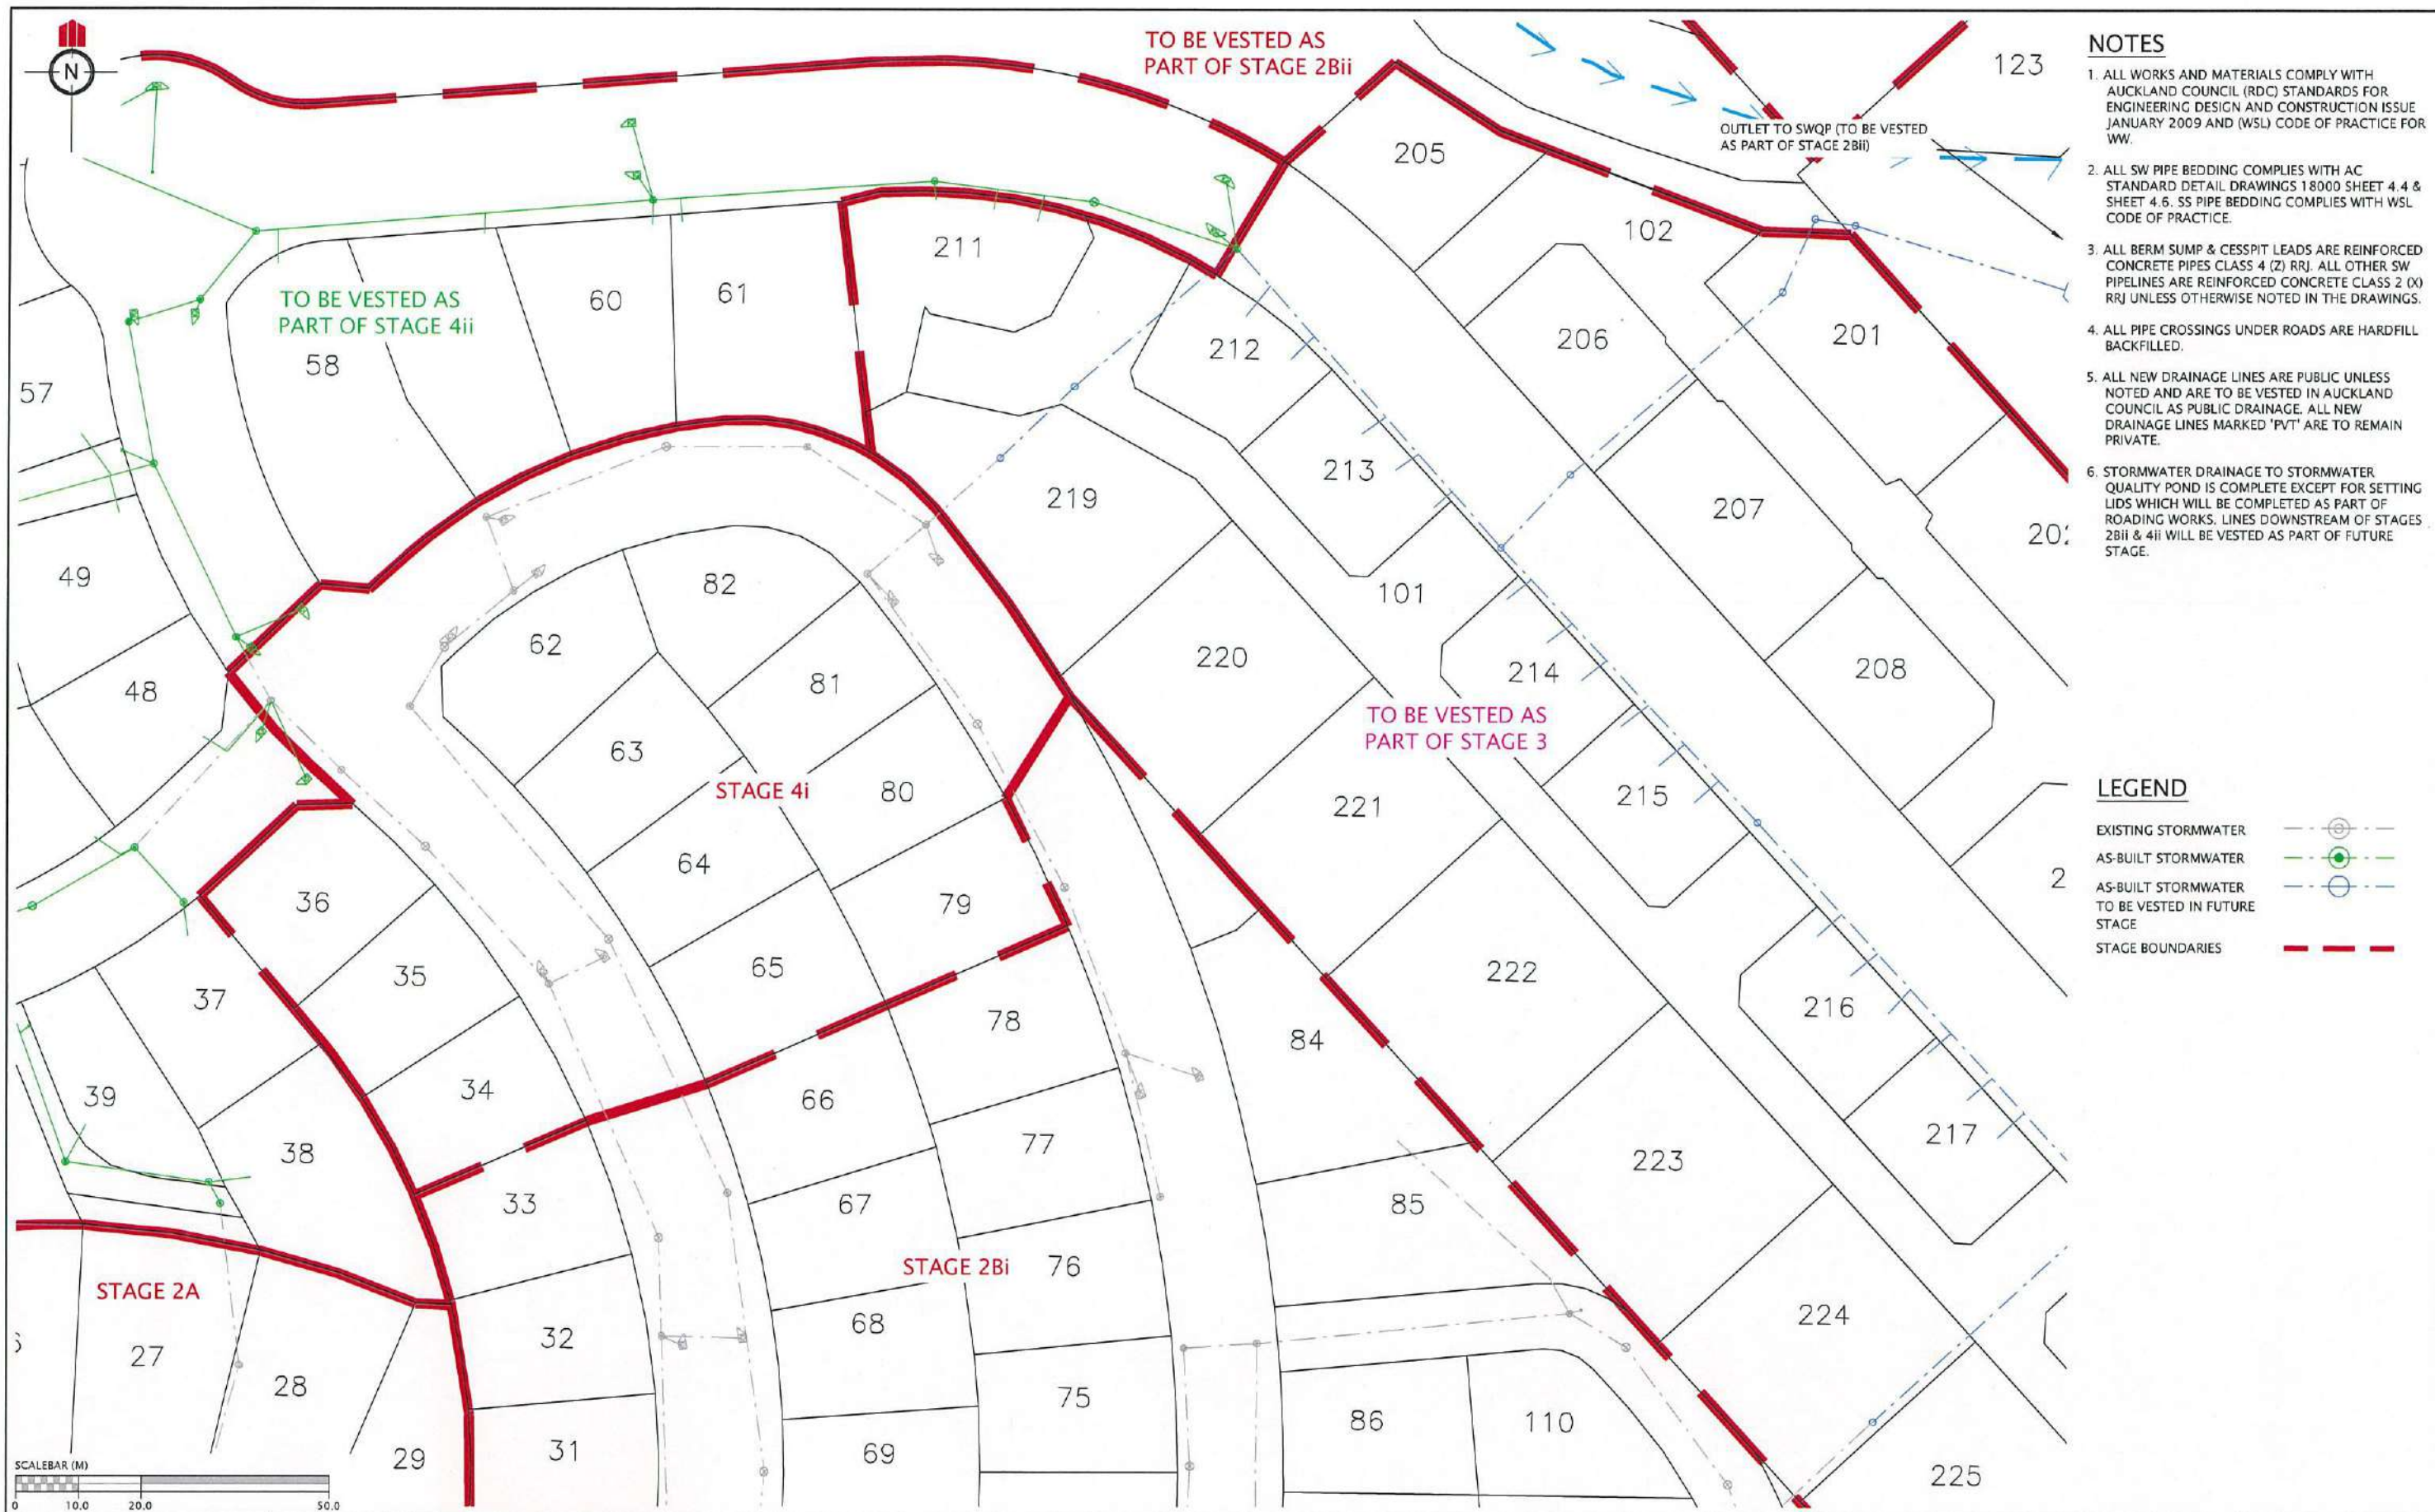 N
TO BE VESTED AS
PART OF STAGE 2Bii
123
OUTLET TO SWQP (TO BE VESTED
AS PART OF STAGE 2Bii)
205
102
211
TO BE VESTED AS
PART OF STAGE 4ii
60
61
58
57
212
206
201
213
219
207
202
49
82
101
62
220
214
208
48
81
63
TO BE VESTED AS
PART OF STAGE 3
STAGE 4i
80
221
215
64
2
36
79
65
35
37
222
216
78
84
39
34
66
77
217
38
223
33
67
85
STAGE 2Bi
76
STAGE 2A
224
32
68
27
28
75
86
110
31
29
69
225
SCALEBAR (M)
0 10.0 20.0 50.0
NOTES
1. ALL WORKS AND MATERIALS COMPLY WITH
AUCKLAND COUNCIL (RDC) STANDARDS FOR
ENGINEERING DESIGN AND CONSTRUCTION ISSUE
JANUARY 2009 AND (WSL) CODE OF PRACTICE FOR
WW.
2. ALL SW PIPE BEDDING COMPLIES WITH AC
STANDARD DETAIL DRAWINGS 18000 SHEET 4.4 &
SHEET 4.6. SS PIPE BEDDING COMPLIES WITH WSL
CODE OF PRACTICE.
3. ALL BERM SUMP & CESSPIT LEADS ARE REINFORCED
CONCRETE PIPES CLASS 4 (Z) RRJ. ALL OTHER SW
PIPELINES ARE REINFORCED CONCRETE CLASS 2 (X)
RRJ UNLESS OTHERWISE NOTED IN THE DRAWINGS.
4. ALL PIPE CROSSINGS UNDER ROADS ARE HARDFILL
BACKFILLED.
5. ALL NEW DRAINAGE LINES ARE PUBLIC UNLESS
NOTED AND ARE TO BE VESTED IN AUCKLAND
COUNCIL AS PUBLIC DRAINAGE. ALL NEW
DRAINAGE LINES MARKED 'PVT' ARE TO REMAIN
PRIVATE.
6. STORMWATER DRAINAGE TO STORMWATER
QUALITY POND IS COMPLETE EXCEPT FOR SETTING
LIDS WHICH WILL BE COMPLETED AS PART OF
ROADING WORKS. LINES DOWNSTREAM OF STAGES
2Bii & 4ii WILL BE VESTED AS PART OF FUTURE
STAGE.
LEGEND
EXISTING STORMWATER
AS-BUILT STORMWATER
AS-BUILT STORMWATER
TO BE VESTED IN FUTURE
STAGE
STAGE BOUNDARIES